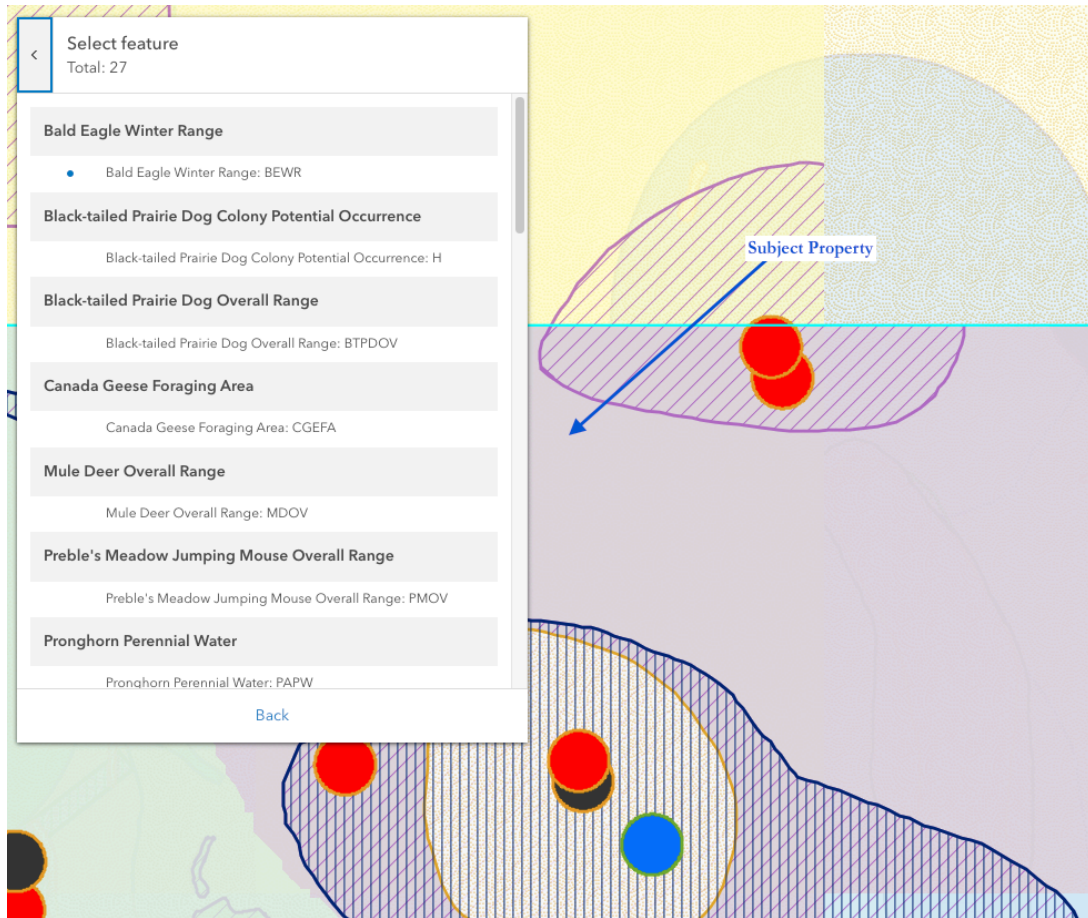 Select feature
Total: 27
Bald Eagle Winter Range
Bald Eagle Winter Range: BEWR
Black-tailed Prairie Dog Colony Potential Occurrence
Black-tailed Prairie Dog Colony Potential Occurrence: H
Black-tailed Prairie Dog Overall Range
Black-tailed Prairie Dog Overall Range: BTPDOV
Canada Geese Foraging Area
Canada Geese Foraging Area: CGEFA
Mule Deer Overall Range
Mule Deer Overall Range: MDOV
Preble's Meadow Jumping Mouse Overall Range
Preble's Meadow Jumping Mouse Overall Range: PMOV
Pronghorn Perennial Water
Pronghorn Perennial Water: PAPW
Back
Subject Property